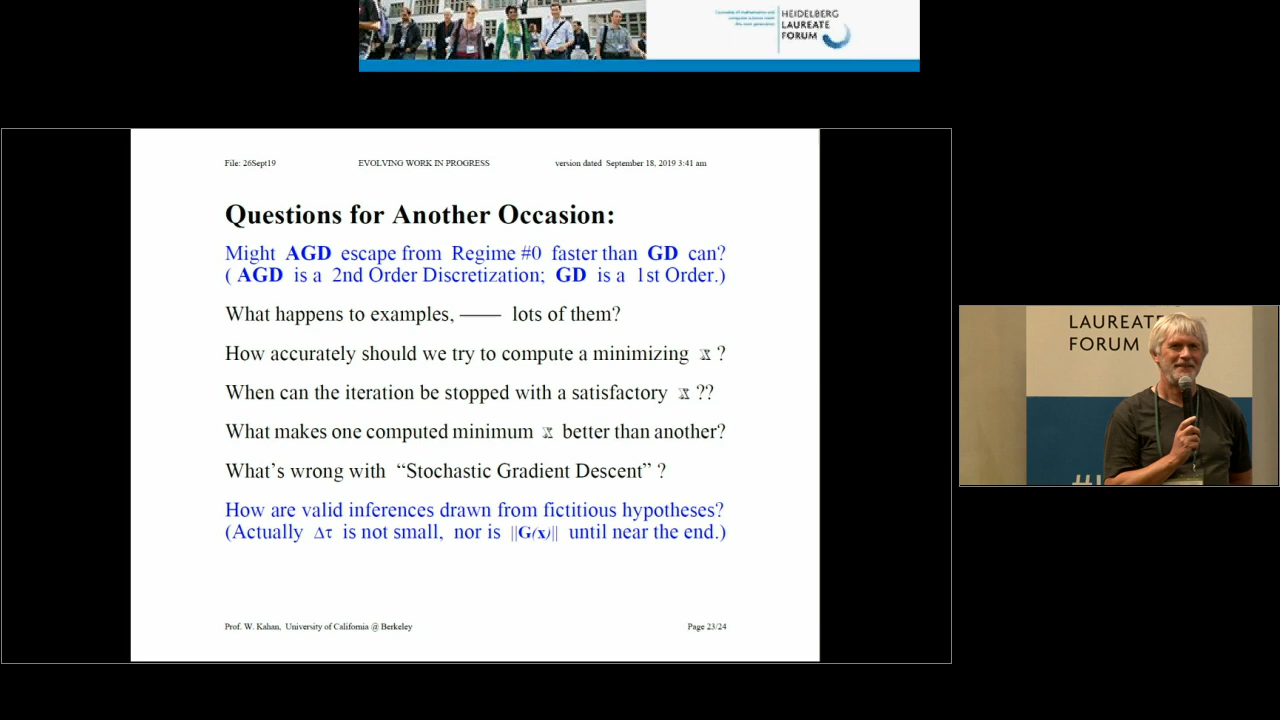 HEIDELBERG
LAUREATE
FORUM
File: 26Sept19 EVOLVING WORK IN PROGRESS version dated September 18, 2019 3:41 am
Questions for Another Occasion:
Might AGD escape from Regime #0 faster than GD can?
( AGD is a 2nd Order Discretization; GD is a 1st Order.)
What happens to examples, —— lots of them?
How accurately should we try to compute a minimizing x ?
When can the iteration be stopped with a satisfactory x ??
What makes one computed minimum x better than another?
What's wrong with “Stochastic Gradient Descent” ?
How are valid inferences drawn from fictitious hypotheses?
(Actually Δτ is not small, nor is ||G(x)|| until near the end.)
Prof. W. Kahan, University of California @ Berkeley Page 23/24
LAUREATE
FORUM